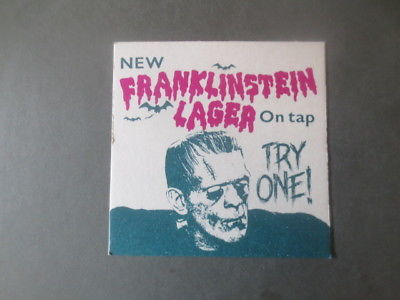 NEW
FRANKLINSTEIN
LAGER On tap
TRY
ONE!